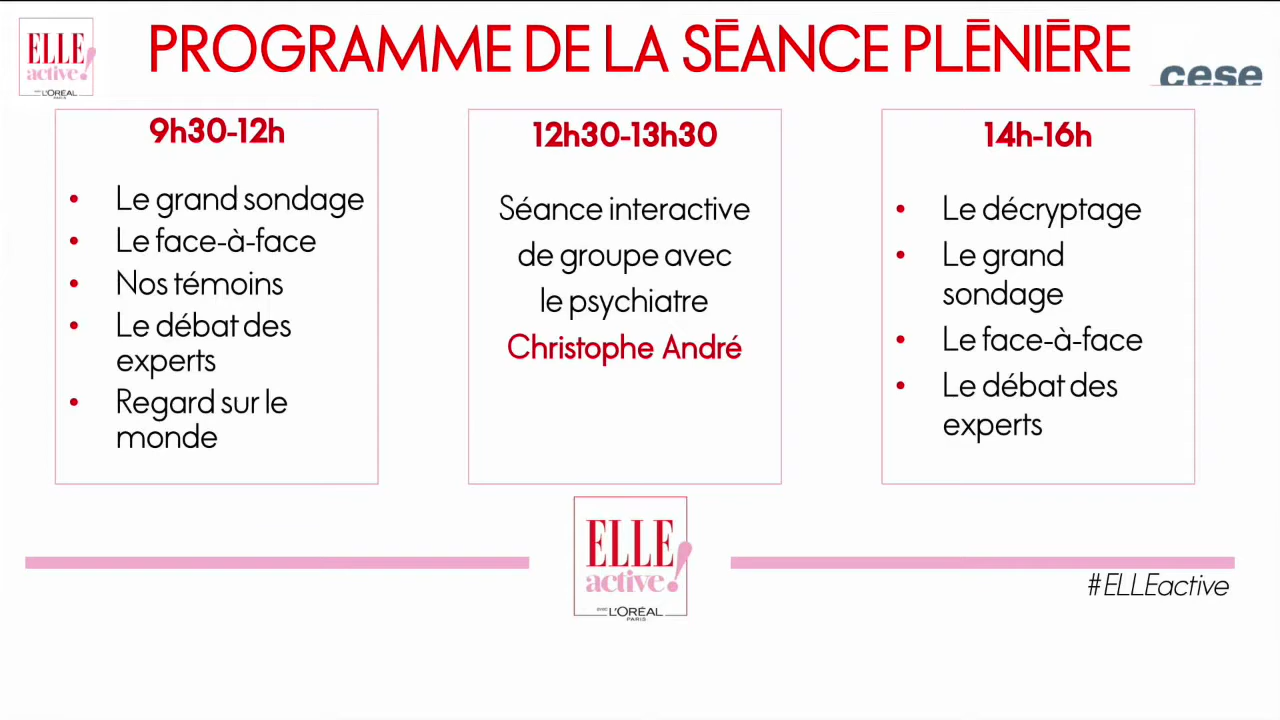 ELLE
active!
avec L'ORÉAL
PARIS
PROGRAMME DE LA SÉANCE PLÉNIÈRE
cese
9h30-12h
• Le grand sondage
• Le face-à-face
• Nos témoins
• Le débat des
experts
• Regard sur le
monde
12h30-13h30
Séance interactive
de groupe avec
le psychiatre
Christophe André
14h-16h
• Le décryptage
• Le grand
sondage
• Le face-à-face
• Le débat des
experts
ELLE
active!
avec L'ORÉAL
PARIS
#ELLEactive